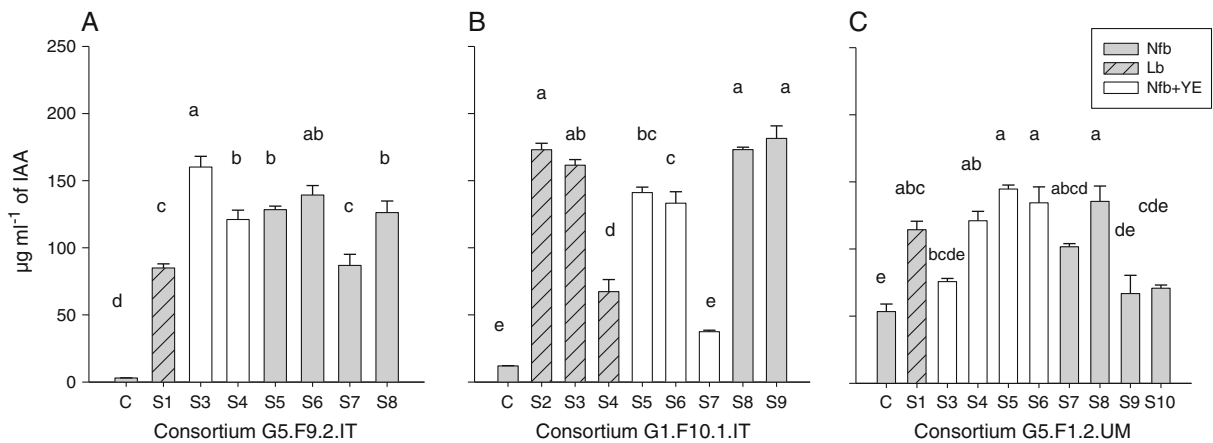 A
B
C
Nfb
Lb
Nfb+YE
µg ml⁻¹ of IAA
250
200
150
100
50
0
d
c
a
b
b
ab
c
b
C S1 S3 S4 S5 S6 S7 S8
Consortium G5.F9.2.IT
e
a
ab
d
bc
c
e
a
a
C S2 S3 S4 S5 S6 S7 S8 S9
Consortium G1.F10.1.IT
e
abc
bcde
ab
a
a
abcd
a
de
cde
C S1 S3 S4 S5 S6 S7 S8 S9 S10
Consortium G5.F1.2.UM